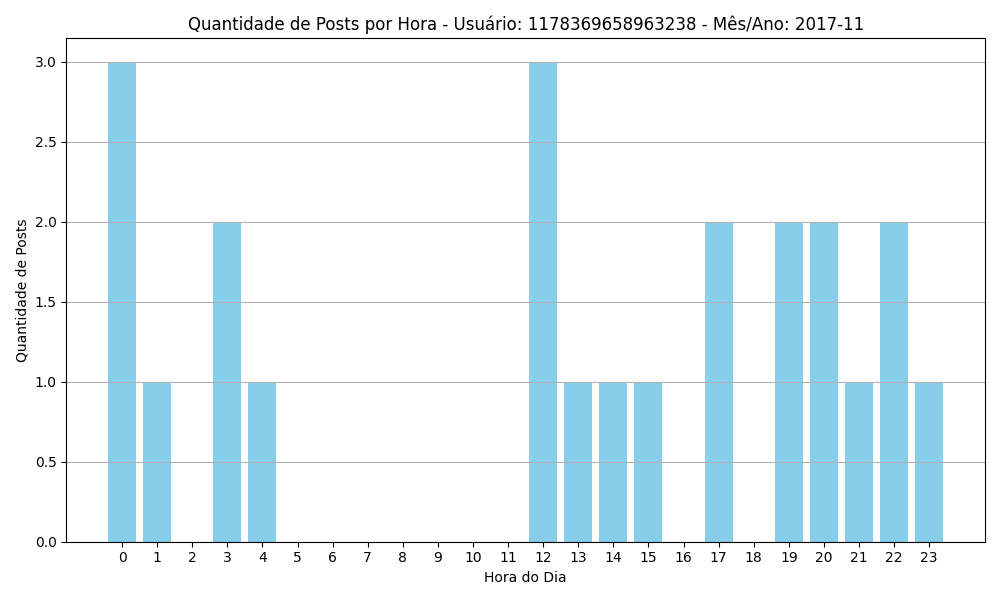 Quantidade de Posts por Hora - Usuário: 1178369658963238 - Mês/Ano: 2017-11
3.0
2.5
2.0
1.5
1.0
0.5
0.0
Quantidade de Posts
0 1 2 3 4 5 6 7 8 9 10 11 12 13 14 15 16 17 18 19 20 21 22 23
Hora do Dia